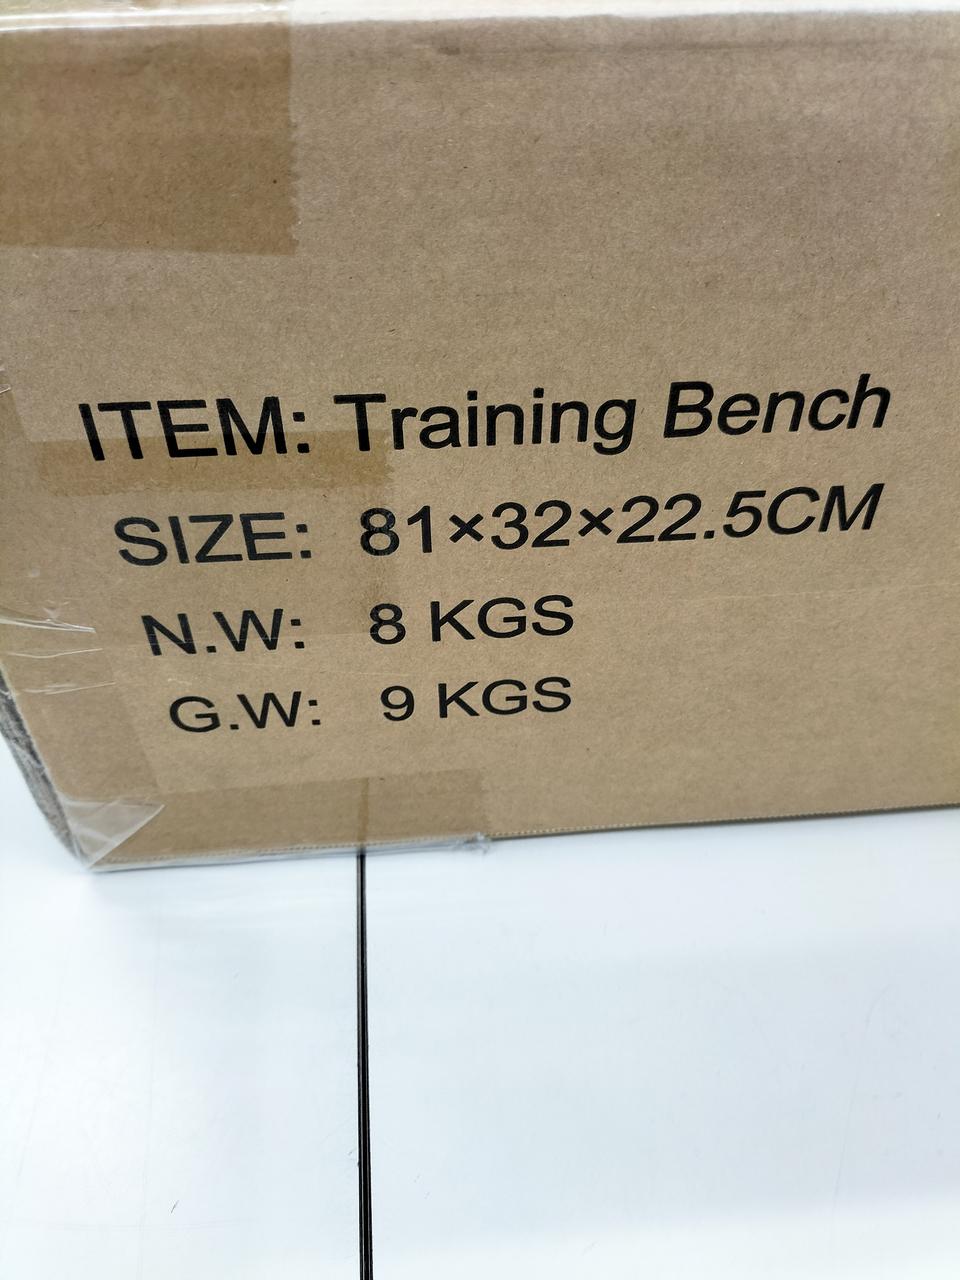 ITEM: Training Bench
SIZE: 81×32×22.5CM
N.W: 8 KGS
G.W: 9 KGS